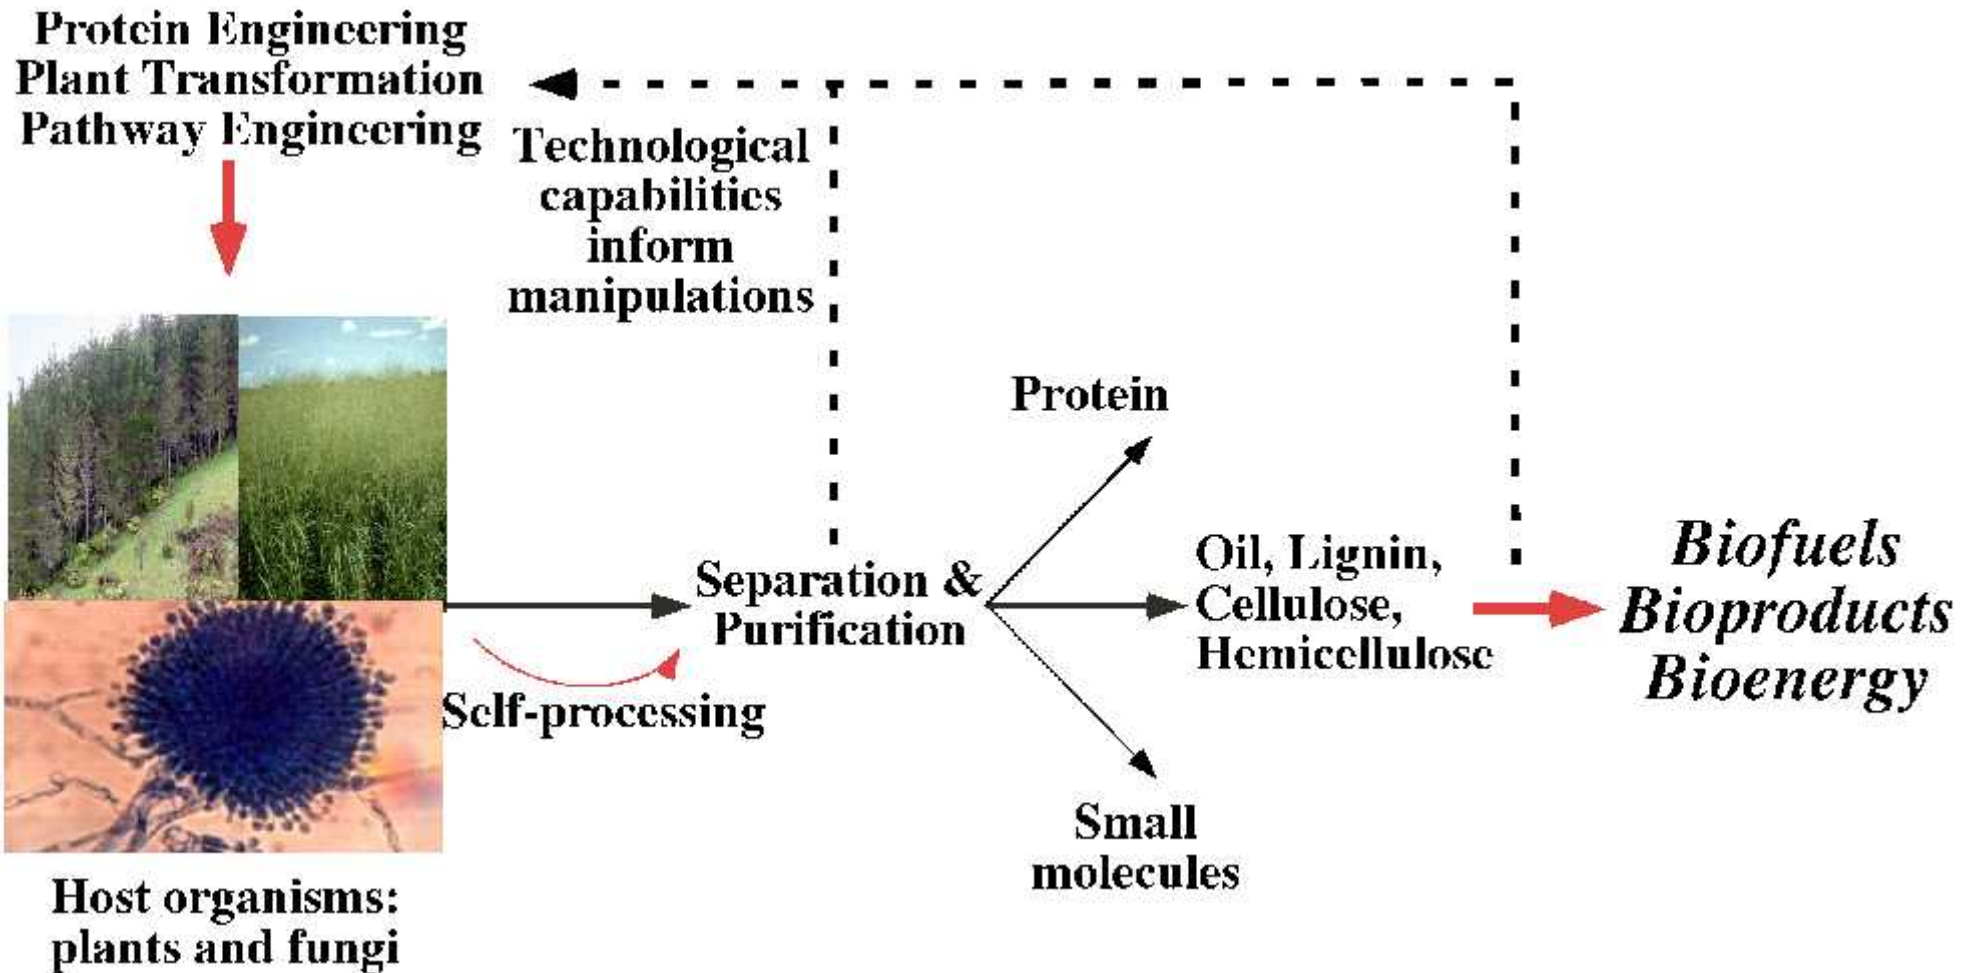 Protein Engineering
Plant Transformation
Pathway Engineering
Technological
capabilities
inform
manipulations
Protein
Separation &
Purification
Oil, Lignin,
Cellulose,
Hemicellulose
Biofuels
Bioproducts
Bioenergy
Self-processing
Small
molecules
Host organisms:
plants and fungi